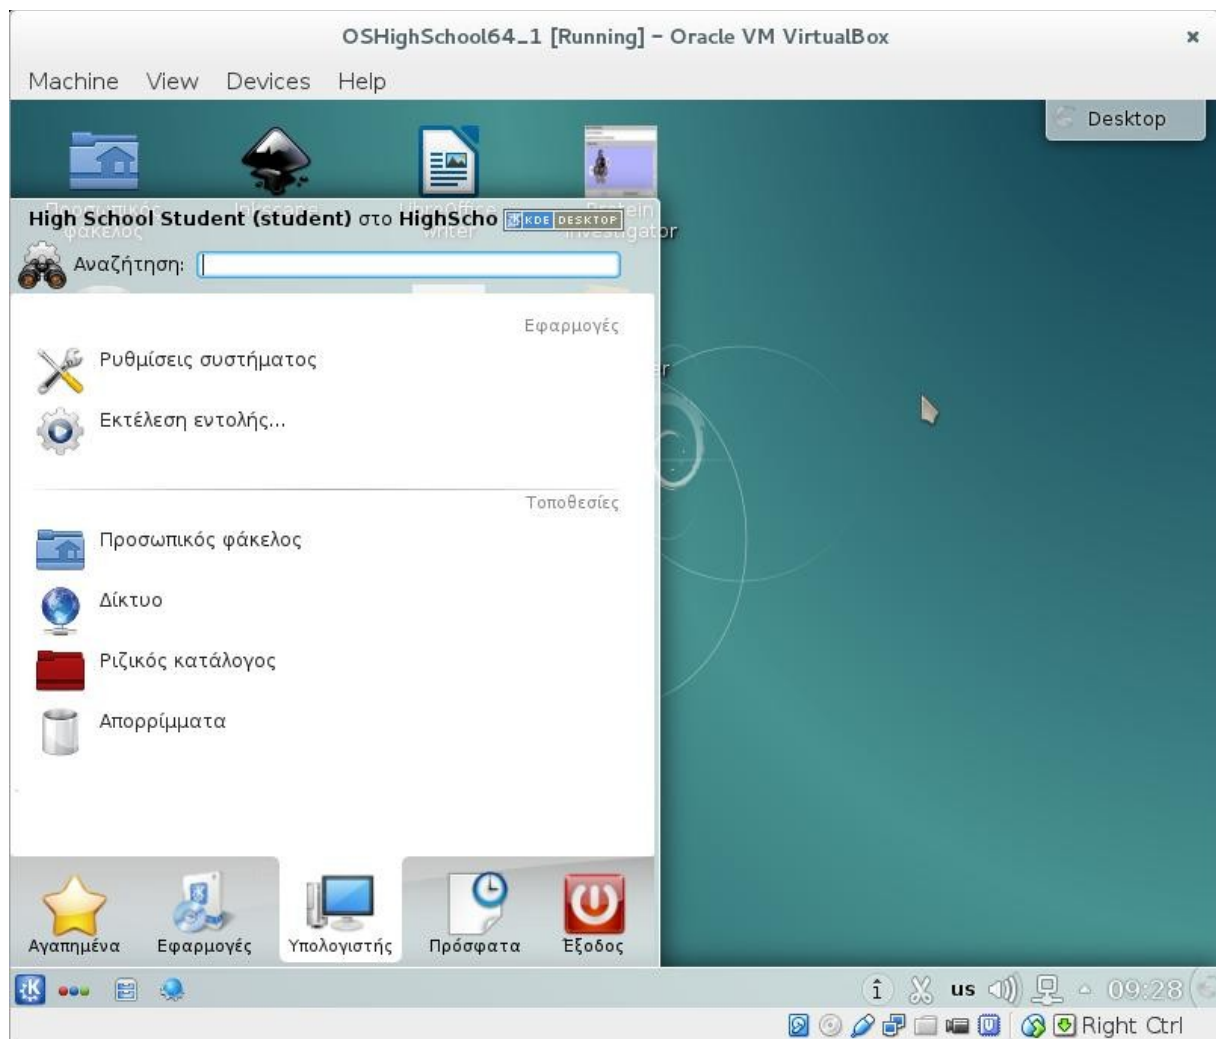 OSHighSchool64_1 [Running] – Oracle VM VirtualBox
Machine View Devices Help
Desktop
High School Student (student) στο HighScho KDE DESKTOP
Αναζήτηση:
Εφαρμογές
Ρυθμίσεις συστήματος
Εκτέλεση εντολής...
Τοποθεσίες
Προσωπικός φάκελος
Δίκτυο
Ριζικός κατάλογος
Απορρίμματα
Αγαπημένα Εφαρμογές Υπολογιστής Πρόσφατα Έξοδος
us 09:28
Right Ctrl